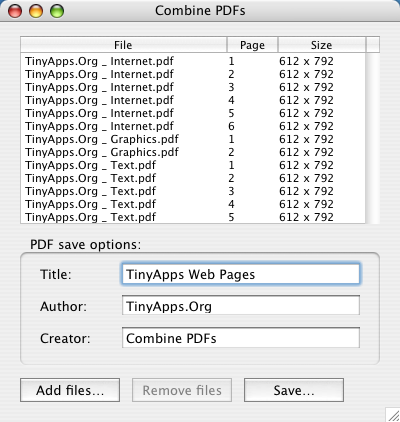 Combine PDFs
File Page Size
TinyApps.Org _ Internet.pdf 1 612 x 792
TinyApps.Org _ Internet.pdf 2 612 x 792
TinyApps.Org _ Internet.pdf 3 612 x 792
TinyApps.Org _ Internet.pdf 4 612 x 792
TinyApps.Org _ Internet.pdf 5 612 x 792
TinyApps.Org _ Internet.pdf 6 612 x 792
TinyApps.Org _ Graphics.pdf 1 612 x 792
TinyApps.Org _ Graphics.pdf 2 612 x 792
TinyApps.Org _ Text.pdf 1 612 x 792
TinyApps.Org _ Text.pdf 2 612 x 792
TinyApps.Org _ Text.pdf 3 612 x 792
TinyApps.Org _ Text.pdf 4 612 x 792
TinyApps.Org _ Text.pdf 5 612 x 792
PDF save options:
Title: TinyApps Web Pages
Author: TinyApps.Org
Creator: Combine PDFs
Add files... Remove files Save...